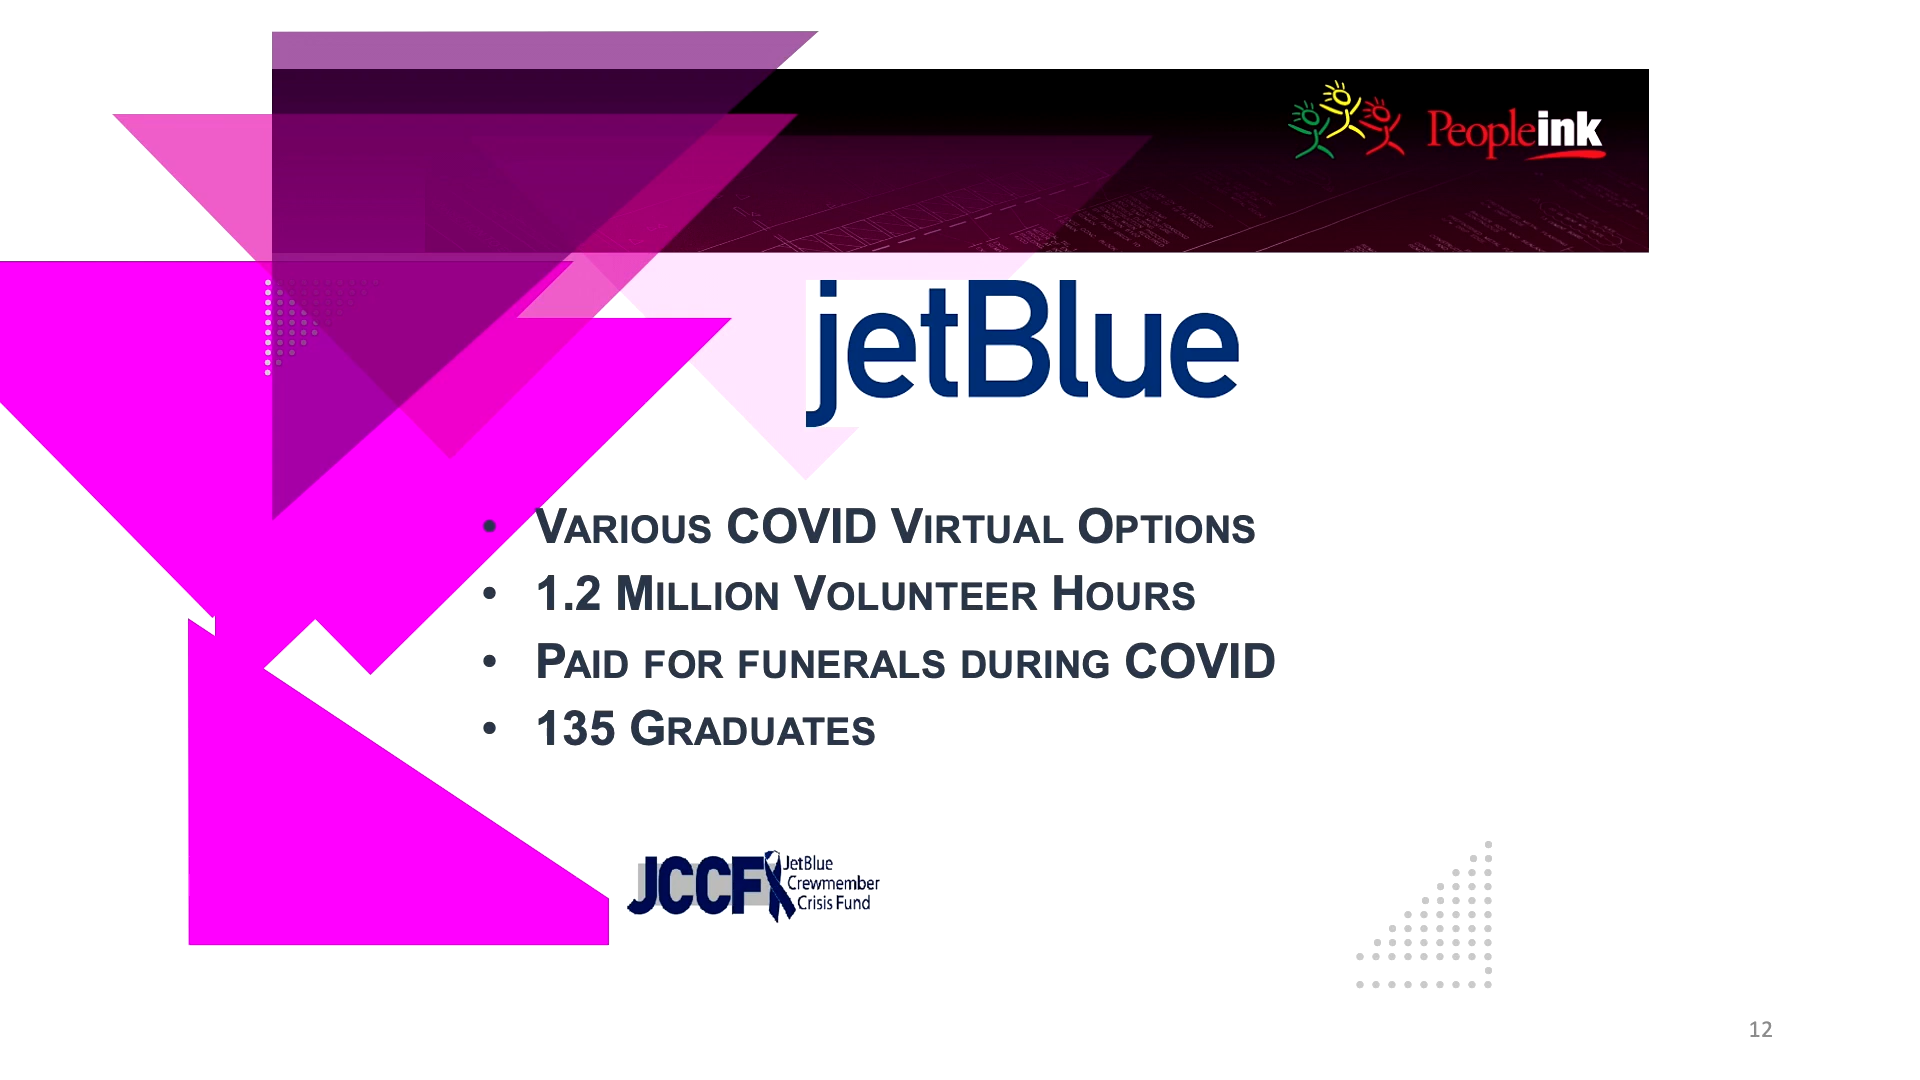 Peopleink
jetBlue
• VARIOUS COVID VIRTUAL OPTIONS
• 1.2 MILLION VOLUNTEER HOURS
• PAID FOR FUNERALS DURING COVID
• 135 GRADUATES
JCCF JetBlue
Crewmember
Crisis Fund
12